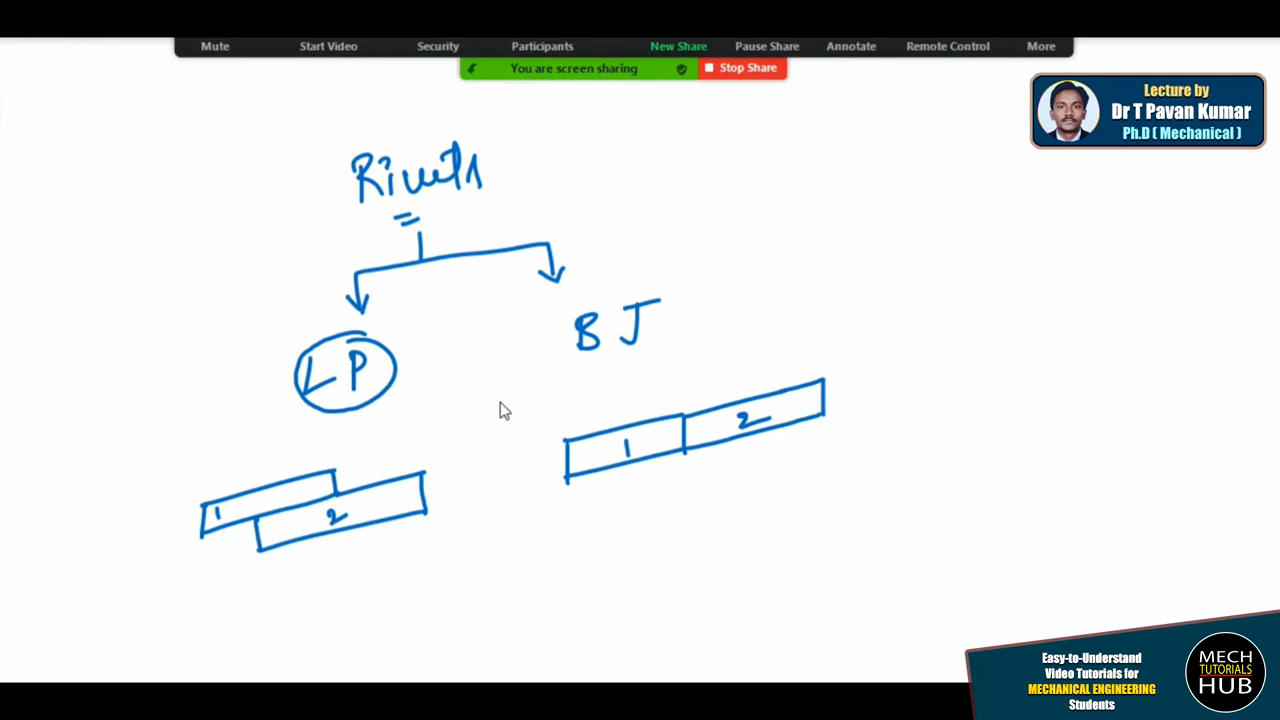 Mute Start Video Security Participants New Share Pause Share Annotate Remote Control More
You are screen sharing Stop Share
Lecture by
Dr T Pavan Kumar
Ph.D ( Mechanical )
Rivets
LP
B J
1 2
1 2
Easy-to-Understand
Video Tutorials for
MECHANICAL ENGINEERING
Students
MECH
TUTORIALS
HUB